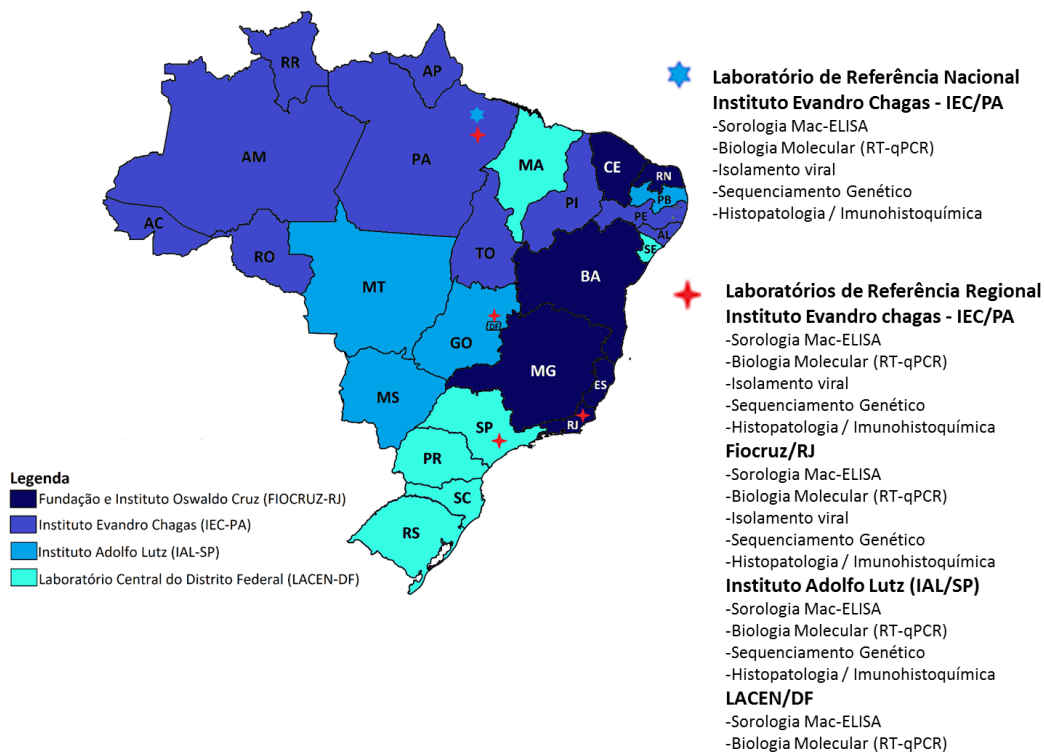 RR
AP
AM
PA
MA
CE
RN
PB
PI
PE
AL
SE
AC
RO
TO
BA
MT
DF
GO
MG
ES
MS
SP
RJ
PR
SC
RS
Legenda
Fundação e Instituto Oswaldo Cruz (FIOCRUZ-RJ)
Instituto Evandro Chagas (IEC-PA)
Instituto Adolfo Lutz (IAL-SP)
Laboratório Central do Distrito Federal (LACEN-DF)
Laboratório de Referência Nacional
Instituto Evandro Chagas - IEC/PA
-Sorologia Mac-ELISA
-Biologia Molecular (RT-qPCR)
-Isolamento viral
-Sequenciamento Genético
-Histopatologia / Imunohistoquímica
Laboratórios de Referência Regional
Instituto Evandro chagas - IEC/PA
-Sorologia Mac-ELISA
-Biologia Molecular (RT-qPCR)
-Isolamento viral
-Sequenciamento Genético
-Histopatologia / Imunohistoquímica
Fiocruz/RJ
-Sorologia Mac-ELISA
-Biologia Molecular (RT-qPCR)
-Isolamento viral
-Sequenciamento Genético
-Histopatologia / Imunohistoquímica
Instituto Adolfo Lutz (IAL/SP)
-Sorologia Mac-ELISA
-Biologia Molecular (RT-qPCR)
-Sequenciamento Genético
-Histopatologia / Imunohistoquímica
LACEN/DF
-Sorologia Mac-ELISA
-Biologia Molecular (RT-qPCR)